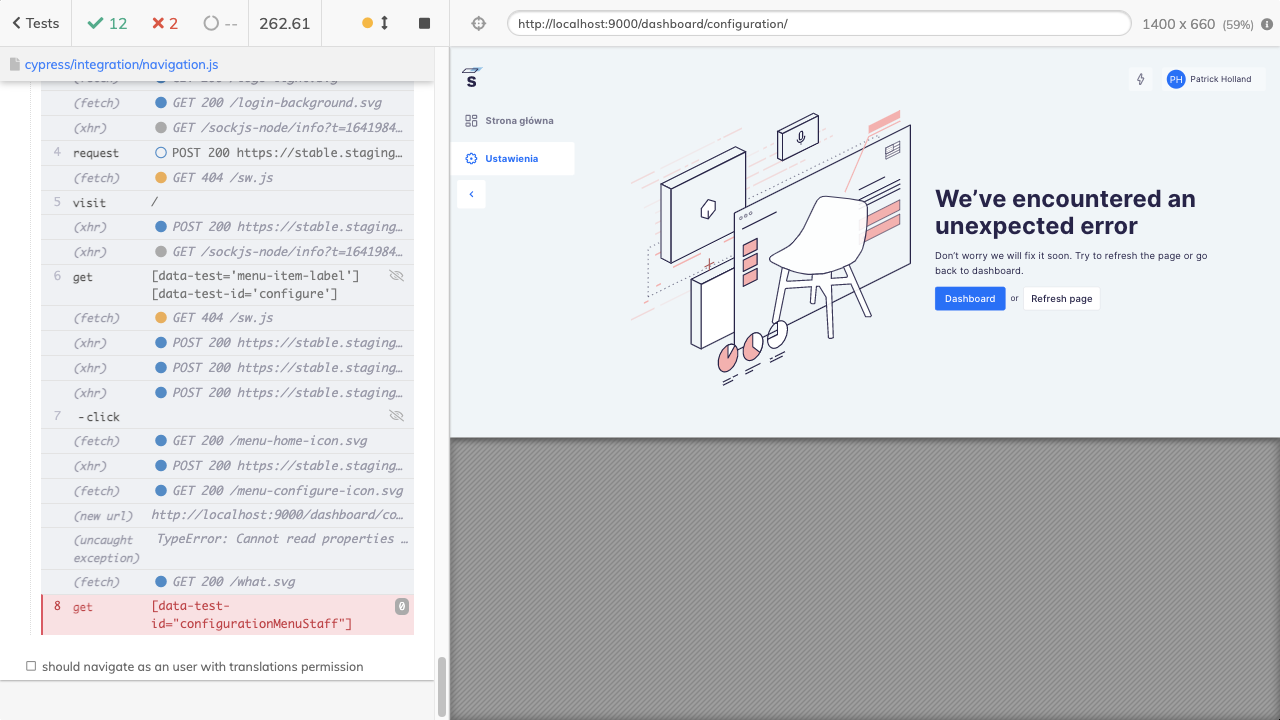 Tests
12
2
--
262.61
http://localhost:9000/dashboard/configuration/
1400 x 660 (59%)
cypress/integration/navigation.js
(fetch) GET 200 /login-background.svg
(xhr) GET /sockjs-node/info?t=1641984…
4 request POST 200 https://stable.staging…
(fetch) GET 404 /sw.js
5 visit /
(xhr) POST 200 https://stable.staging…
(xhr) GET /sockjs-node/info?t=1641984…
6 get [data-test='menu-item-label']
[data-test-id='configure']
(fetch) GET 404 /sw.js
(xhr) POST 200 https://stable.staging…
(xhr) POST 200 https://stable.staging…
(xhr) POST 200 https://stable.staging…
7 -click
(fetch) GET 200 /menu-home-icon.svg
(xhr) POST 200 https://stable.staging…
(fetch) GET 200 /menu-configure-icon.svg
(new url) http://localhost:9000/dashboard/co…
(uncaught TypeError: Cannot read properties …
exception)
(fetch) GET 200 /what.svg
8 get [data-test- 0
id="configurationMenuStaff"]
should navigate as an user with translations permission
S
PH Patrick Holland
Strona główna
Ustawienia
We’ve encountered an
unexpected error
Don’t worry we will fix it soon. Try to refresh the page or go
back to dashboard.
Dashboard or Refresh page